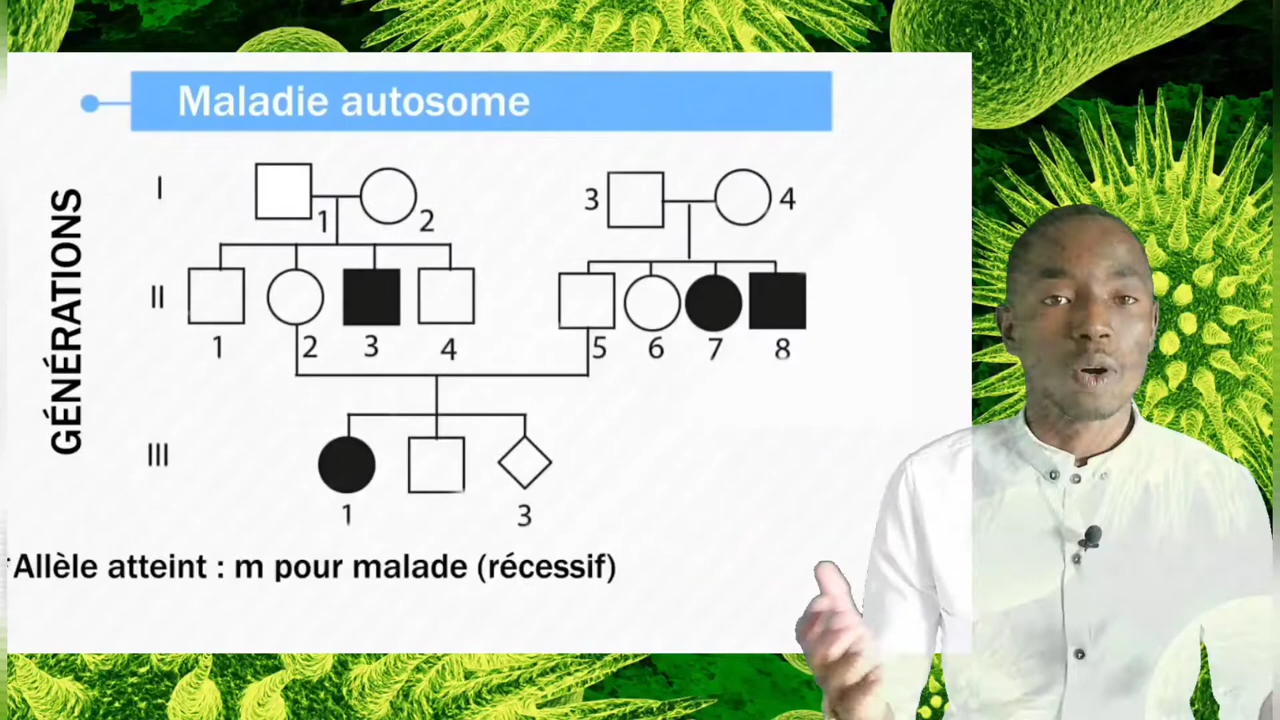 Maladie autosome
GÉNÉRATIONS
I
1
2
3
4
II
1
2
3
4
5
6
7
8
III
1
3
Allèle atteint : m pour malade (récessif)